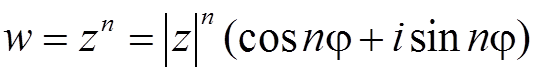 w = zⁿ = |z|ⁿ (cos nφ + i sin nφ)